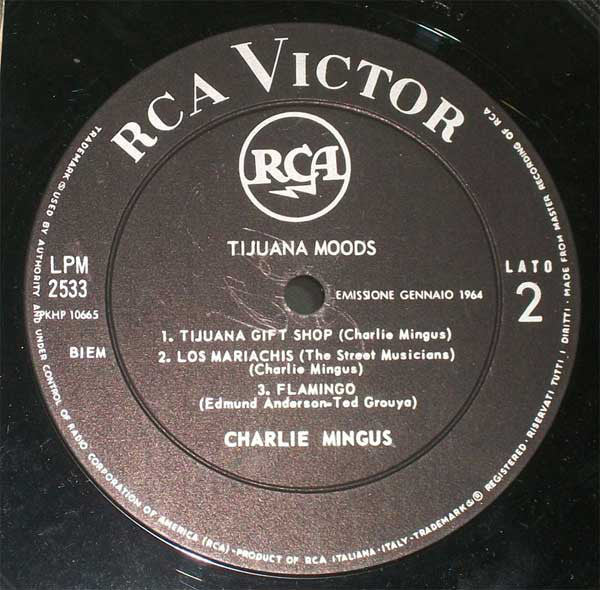 RCA VICTOR
RCA
TIJUANA MOODS
LPM
2533
PKHP 10665
BIEM
EMISSIONE GENNAIO 1964
LATO
2
1. TIJUANA GIFT SHOP (Charlie Mingus)
2. LOS MARIACHIS (The Street Musicians)
(Charlie Mingus)
3. FLAMINGO
(Edmund Anderson-Ted Grouya)
CHARLIE MINGUS
TRADEMARK ® USED BY AUTHORITY AND UNDER CONTROL OF RADIO CORPORATION OF AMERICA (RCA)-PRODUCT OF RCA ITALIANA-ITALY-TRADEMARK ® REGISTERED. RISERVATI TUTTI I DIRITTI - MADE FROM MASTER RECORDING OF RCA